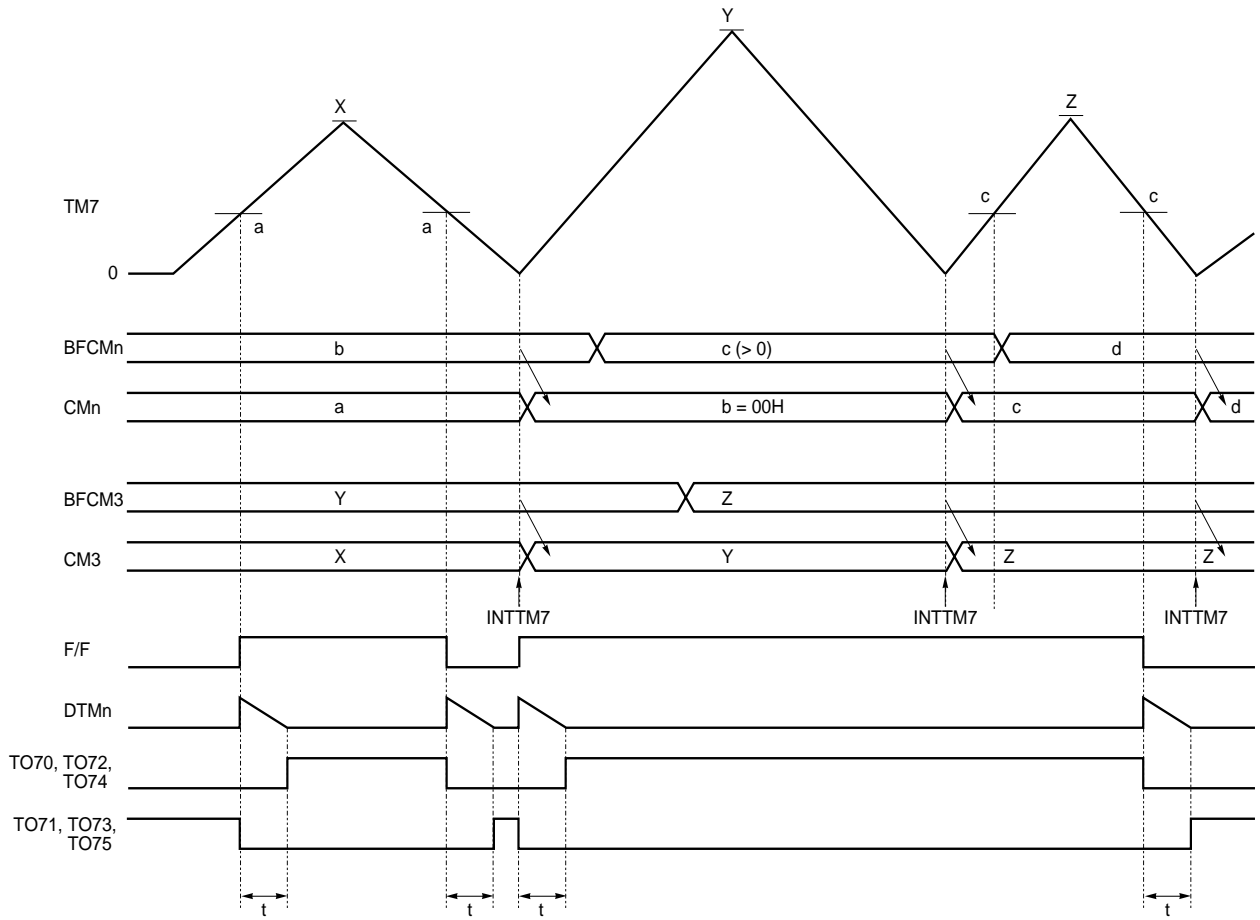 Y
X
Z
TM7
a
a
c
c
0
BFCMn
b
c (> 0)
d
CMn
a
b = 00H
c
d
BFCM3
Y
Z
CM3
X
Y
Z
Z
INTTM7
INTTM7
INTTM7
F/F
DTMn
TO70, TO72,
TO74
TO71, TO73,
TO75
t
t
t
t